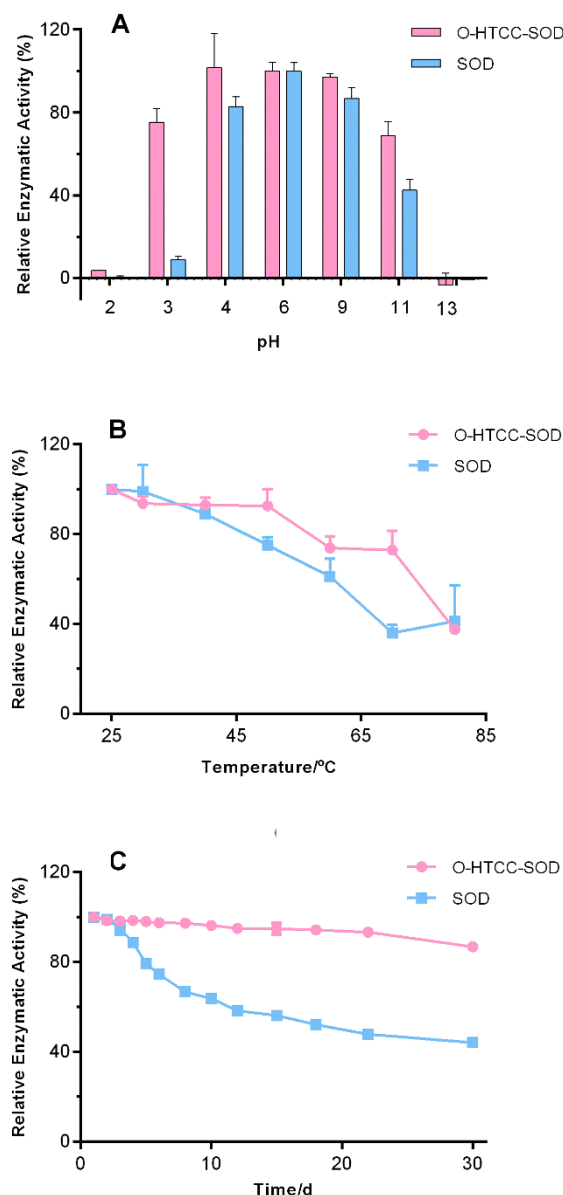 A
O-HTCC-SOD
SOD
Relative Enzymatic Activity (%)
120
80
40
0
2 3 4 6 9 11 13
pH
B
O-HTCC-SOD
SOD
Relative Enzymatic Activity (%)
120
80
40
0
25 45 65 85
Temperature/ºC
C
O-HTCC-SOD
SOD
Relative Enzymatic Activity (%)
120
80
40
0
0 10 20 30
Time/d